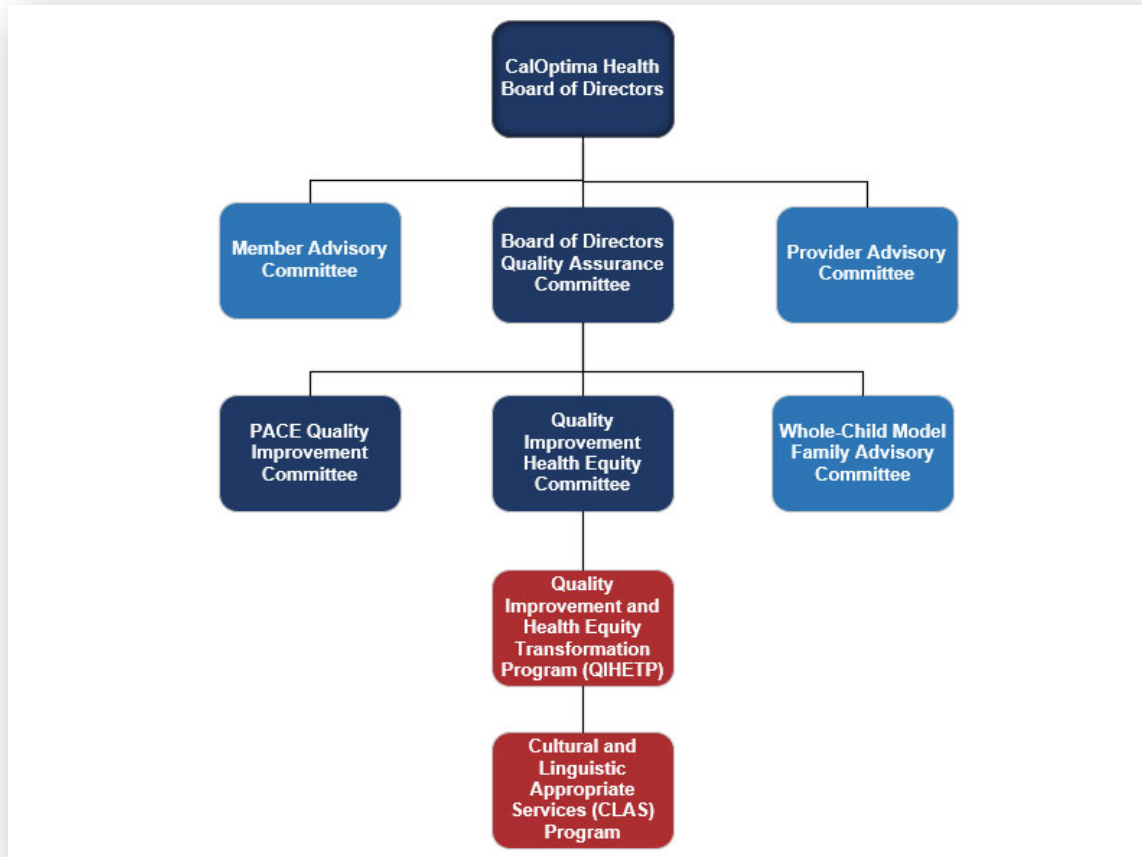 CalOptima Health
Board of Directors
Member Advisory
Committee
Board of Directors
Quality Assurance
Committee
Provider Advisory
Committee
PACE Quality
Improvement
Committee
Quality
Improvement
Health Equity
Committee
Whole-Child Model
Family Advisory
Committee
Quality
Improvement and
Health Equity
Transformation
Program (QIHETP)
Cultural and
Linguistic
Appropriate
Services (CLAS)
Program